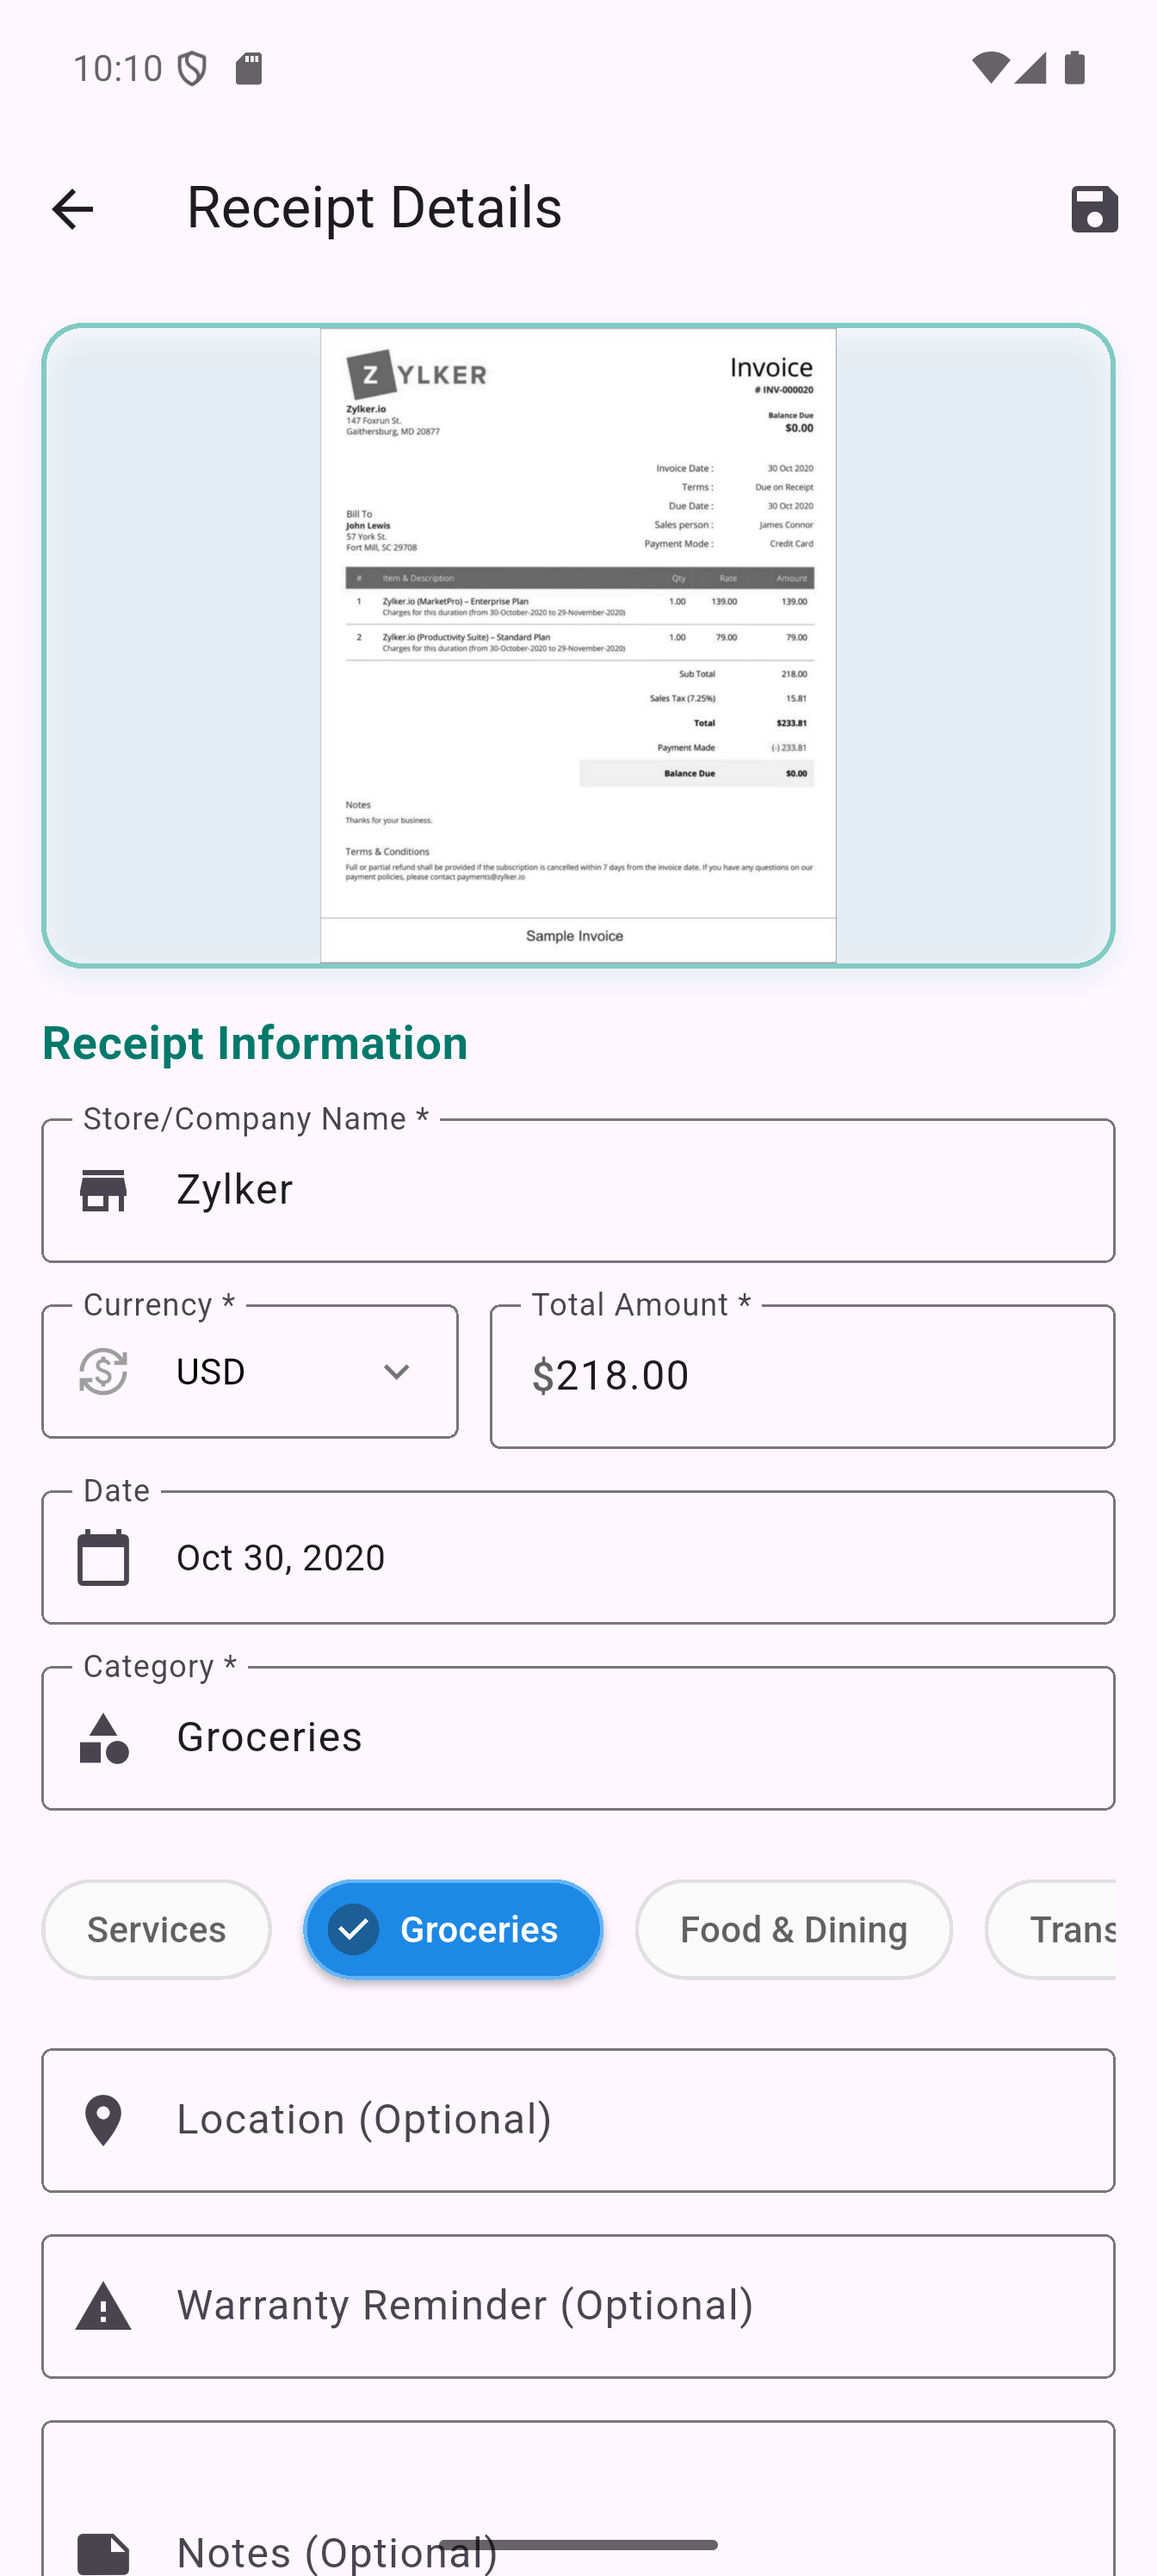 10:10
Receipt Details
Z YLKER
Invoice
# INV-000020
Zylker.io
147 Foxrun St.
Gaithersburg, MD 20877
Balance Due
$0.00
Invoice Date : 30 Oct 2020
Terms : Due on Receipt
Due Date : 30 Oct 2020
Sales person : James Connor
Payment Mode : Credit Card
Bill To
John Lewis
57 York St.
Fort Mill, SC 29708
# Item & Description Qty Rate Amount
1 Zylker.io (MarketPro) – Enterprise Plan 1.00 139.00 139.00
Charges for this duration (from 30-October-2020 to 29-November-2020)
2 Zylker.io (Productivity Suite) – Standard Plan 1.00 79.00 79.00
Charges for this duration (from 30-October-2020 to 29-November-2020)
Sub Total 218.00
Sales Tax (7.25%) 15.81
Total $233.81
Payment Made (-) 233.81
Balance Due $0.00
Notes
Thanks for your business.
Terms & Conditions
Full or partial refund shall be provided if the subscription is cancelled within 7 days from the invoice date. If you have any questions on our
payment policies, please contact payments@zylker.io
Sample Invoice
Receipt Information
Store/Company Name *
Zylker
Currency * Total Amount *
USD $218.00
Date
Oct 30, 2020
Category *
Groceries
Services Groceries Food & Dining Trans
Location (Optional)
Warranty Reminder (Optional)
Notes (Optional)